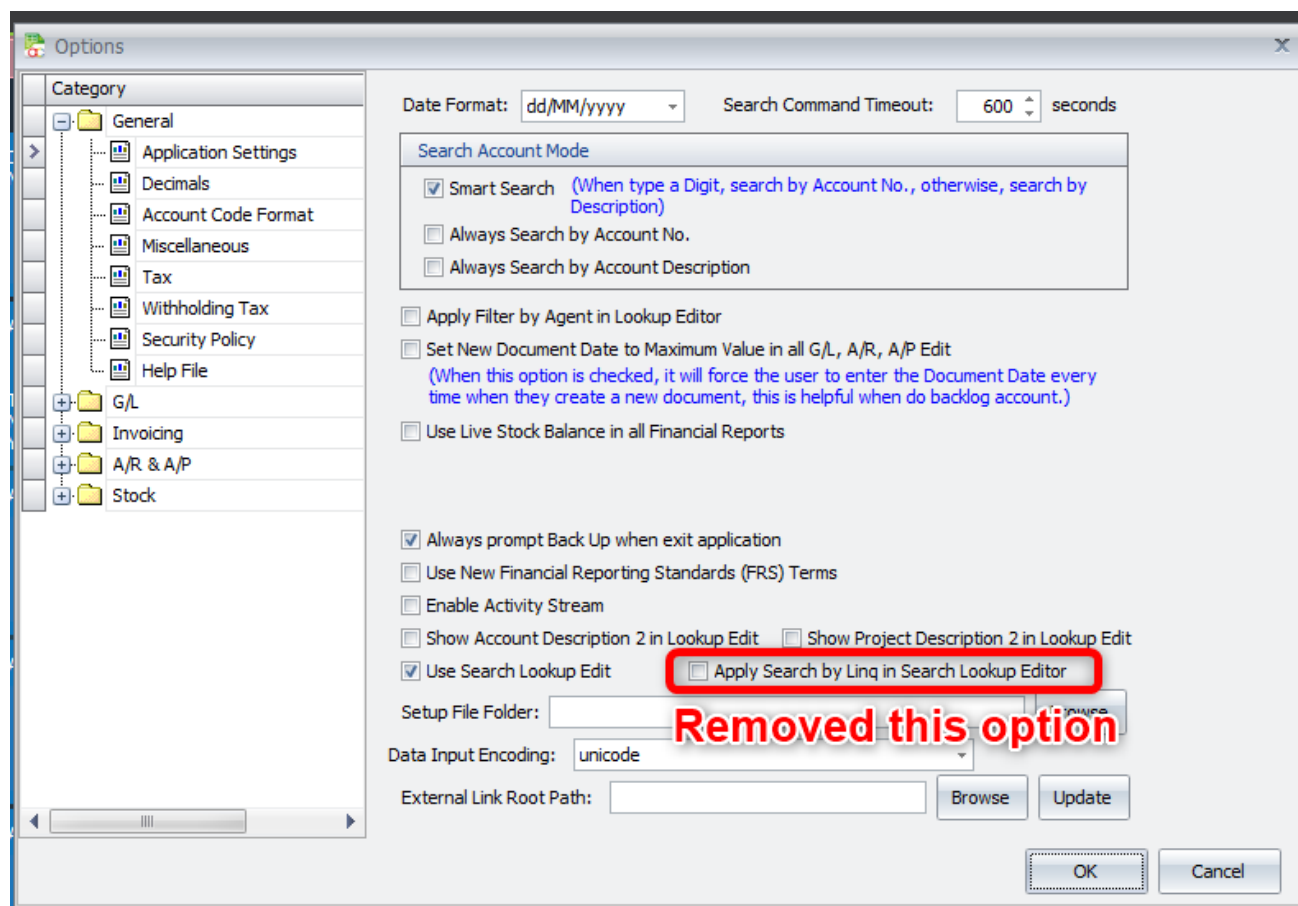 Options
Category
General
Application Settings
Decimals
Account Code Format
Miscellaneous
Tax
Withholding Tax
Security Policy
Help File
G/L
Invoicing
A/R & A/P
Stock
Date Format: dd/MM/yyyy Search Command Timeout: 600 seconds
Search Account Mode
Smart Search (When type a Digit, search by Account No., otherwise, search by
Description)
Always Search by Account No.
Always Search by Account Description
Apply Filter by Agent in Lookup Editor
Set New Document Date to Maximum Value in all G/L, A/R, A/P Edit
(When this option is checked, it will force the user to enter the Document Date every
time when they create a new document, this is helpful when do backlog account.)
Use Live Stock Balance in all Financial Reports
Always prompt Back Up when exit application
Use New Financial Reporting Standards (FRS) Terms
Enable Activity Stream
Show Account Description 2 in Lookup Edit Show Project Description 2 in Lookup Edit
Use Search Lookup Edit Apply Search by Linq in Search Lookup Editor
Setup File Folder: Browse
Removed this option
Data Input Encoding: unicode
External Link Root Path: Browse Update
OK Cancel